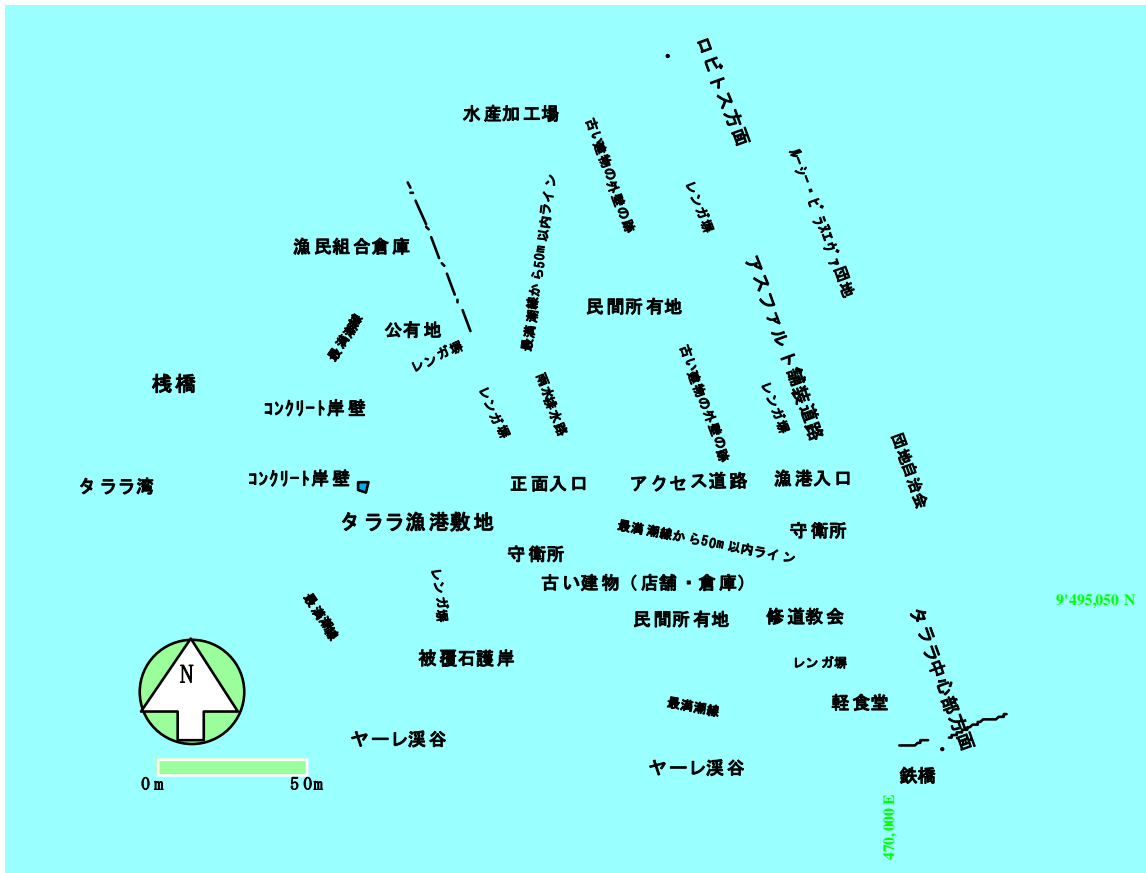 ロビトス方面
水産加工場
古い建物の外壁の跡
ルーシー・ビラヌエヴァ団地
レンガ塀
最満潮線から50m以内ライン
漁民組合倉庫
アスファルト舗装道路
民間所有地
最満潮線
公有地
レンガ塀
古い建物の外壁の跡
桟橋
雨水排水路
レンガ塀
レンガ塀
コンクリート岸壁
団地自治会
コンクリート岸壁
タララ湾
正面入口
アクセス道路
漁港入口
タララ漁港敷地
最満潮線から50m以内ライン
守衛所
守衛所
レンガ塀
古い建物（店舗・倉庫）
最満潮線
9'495,050 N
民間所有地
修道教会
タララ中心部方面
被覆石護岸
レンガ塀
N
最満潮線
軽食堂
ヤーレ渓谷
ヤーレ渓谷
鉄橋
0m
50m
470,000 E